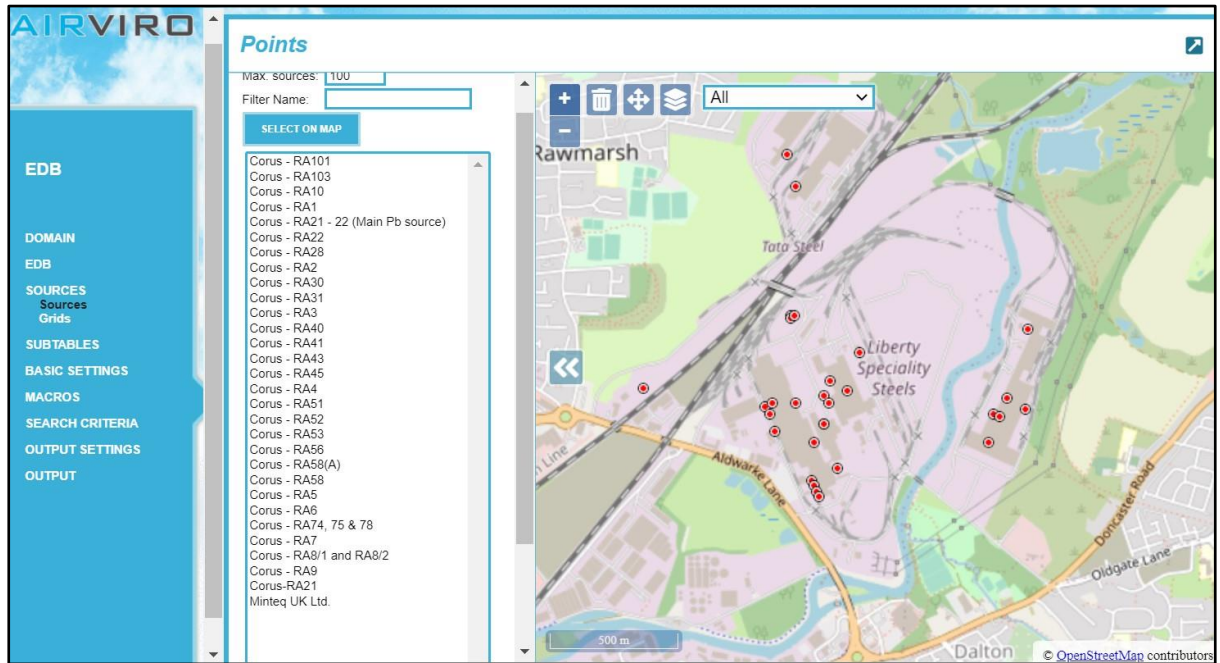 AIRVIRO
EDB
DOMAIN
EDB
SOURCES
Sources
Grids
SUBTABLES
BASIC SETTINGS
MACROS
SEARCH CRITERIA
OUTPUT SETTINGS
OUTPUT
Points
Max. sources: 100
Filter Name:
SELECT ON MAP
Corus - RA101
Corus - RA103
Corus - RA10
Corus - RA1
Corus - RA21 - 22 (Main Pb source)
Corus - RA22
Corus - RA28
Corus - RA2
Corus - RA30
Corus - RA31
Corus - RA3
Corus - RA40
Corus - RA41
Corus - RA43
Corus - RA45
Corus - RA4
Corus - RA51
Corus - RA52
Corus - RA53
Corus - RA56
Corus - RA58(A)
Corus - RA58
Corus - RA5
Corus - RA6
Corus - RA74, 75 & 78
Corus - RA7
Corus - RA8/1 and RA8/2
Corus - RA9
Corus-RA21
Minteq UK Ltd.
+
All
−
Rawmarsh
Tata Steel
Liberty
Speciality
Steels
Line
Aldwarke Lane
Doncaster Road
Oldgate Lane
500 m
Dalton
© OpenStreetMap contributors